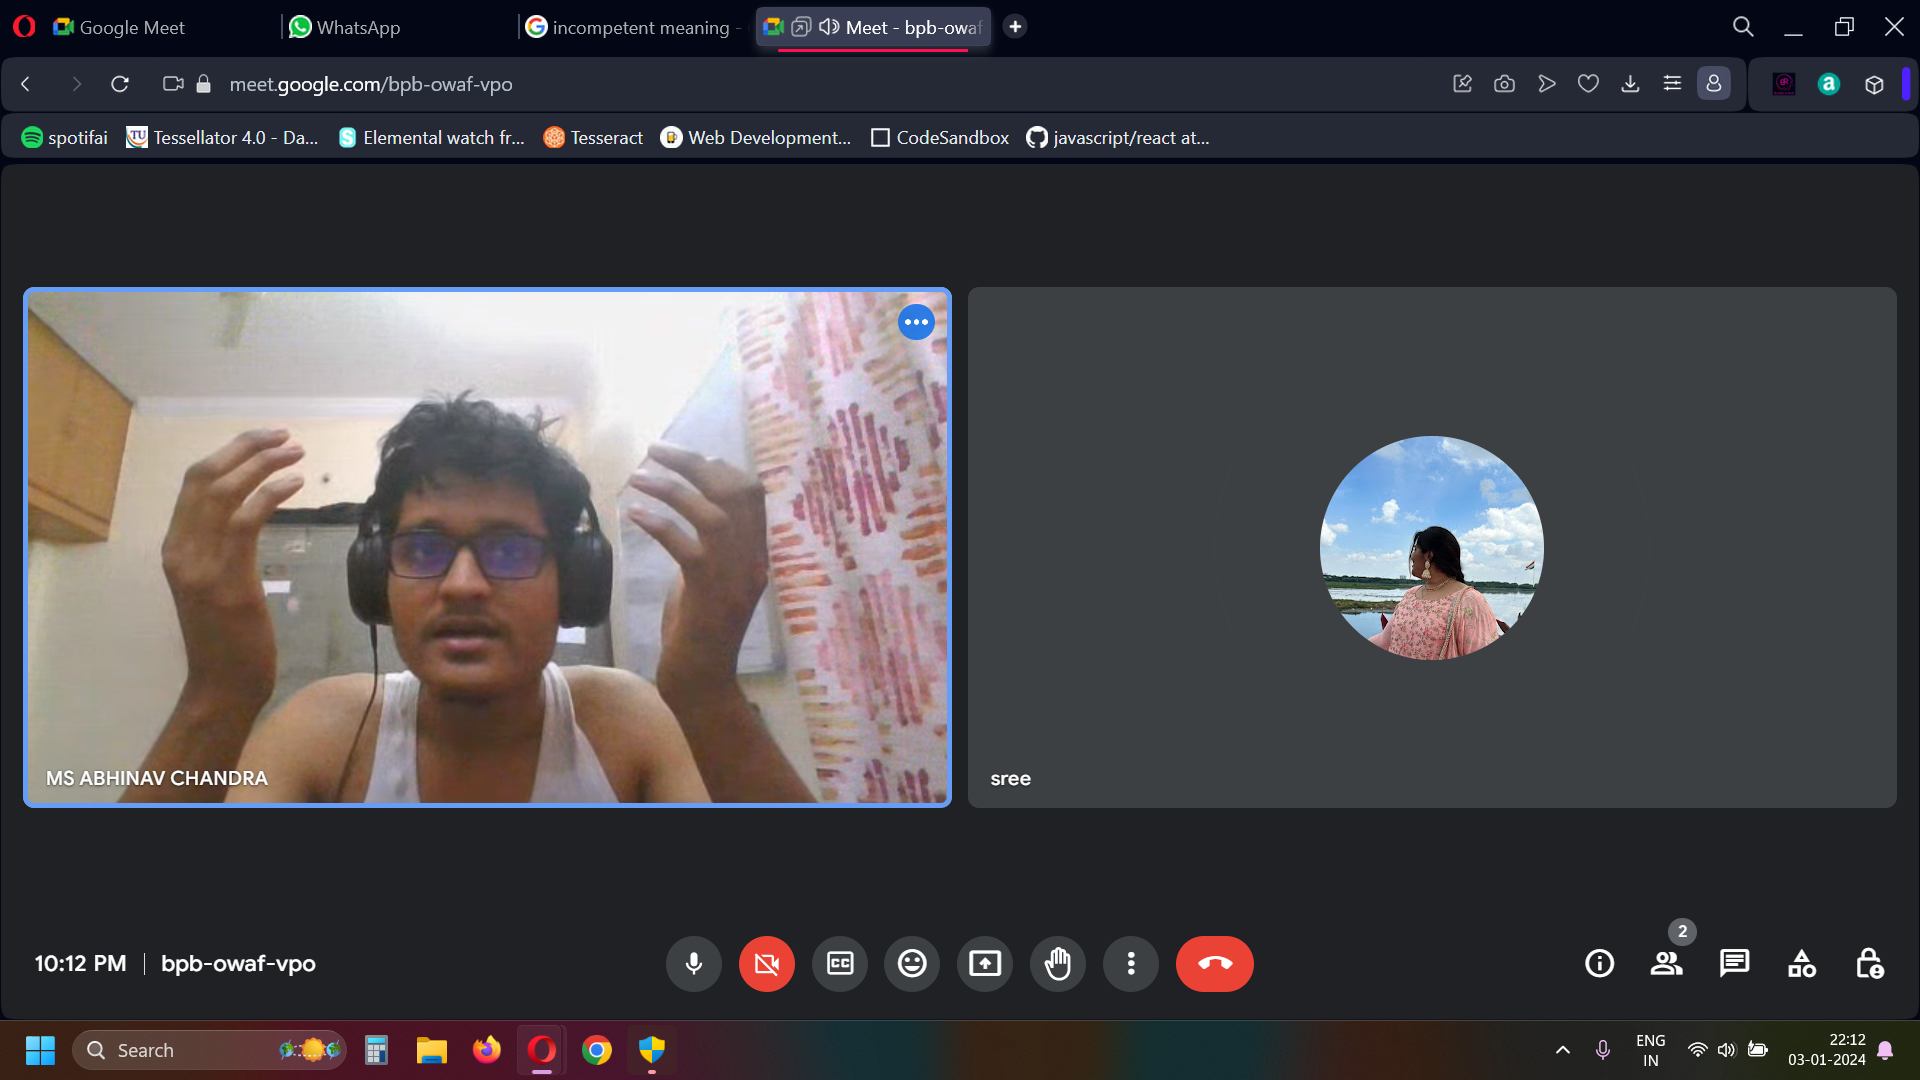 Google Meet
WhatsApp
incompetent meaning -
Meet - bpb-owaf
meet.google.com/bpb-owaf-vpo
spotifai
Tessellator 4.0 - Da...
Elemental watch fr...
Tesseract
Web Development...
CodeSandbox
javascript/react at...
MS ABHINAV CHANDRA
sree
10:12 PM
bpb-owaf-vpo
CC
2
Search
ENG
IN
22:12
03-01-2024